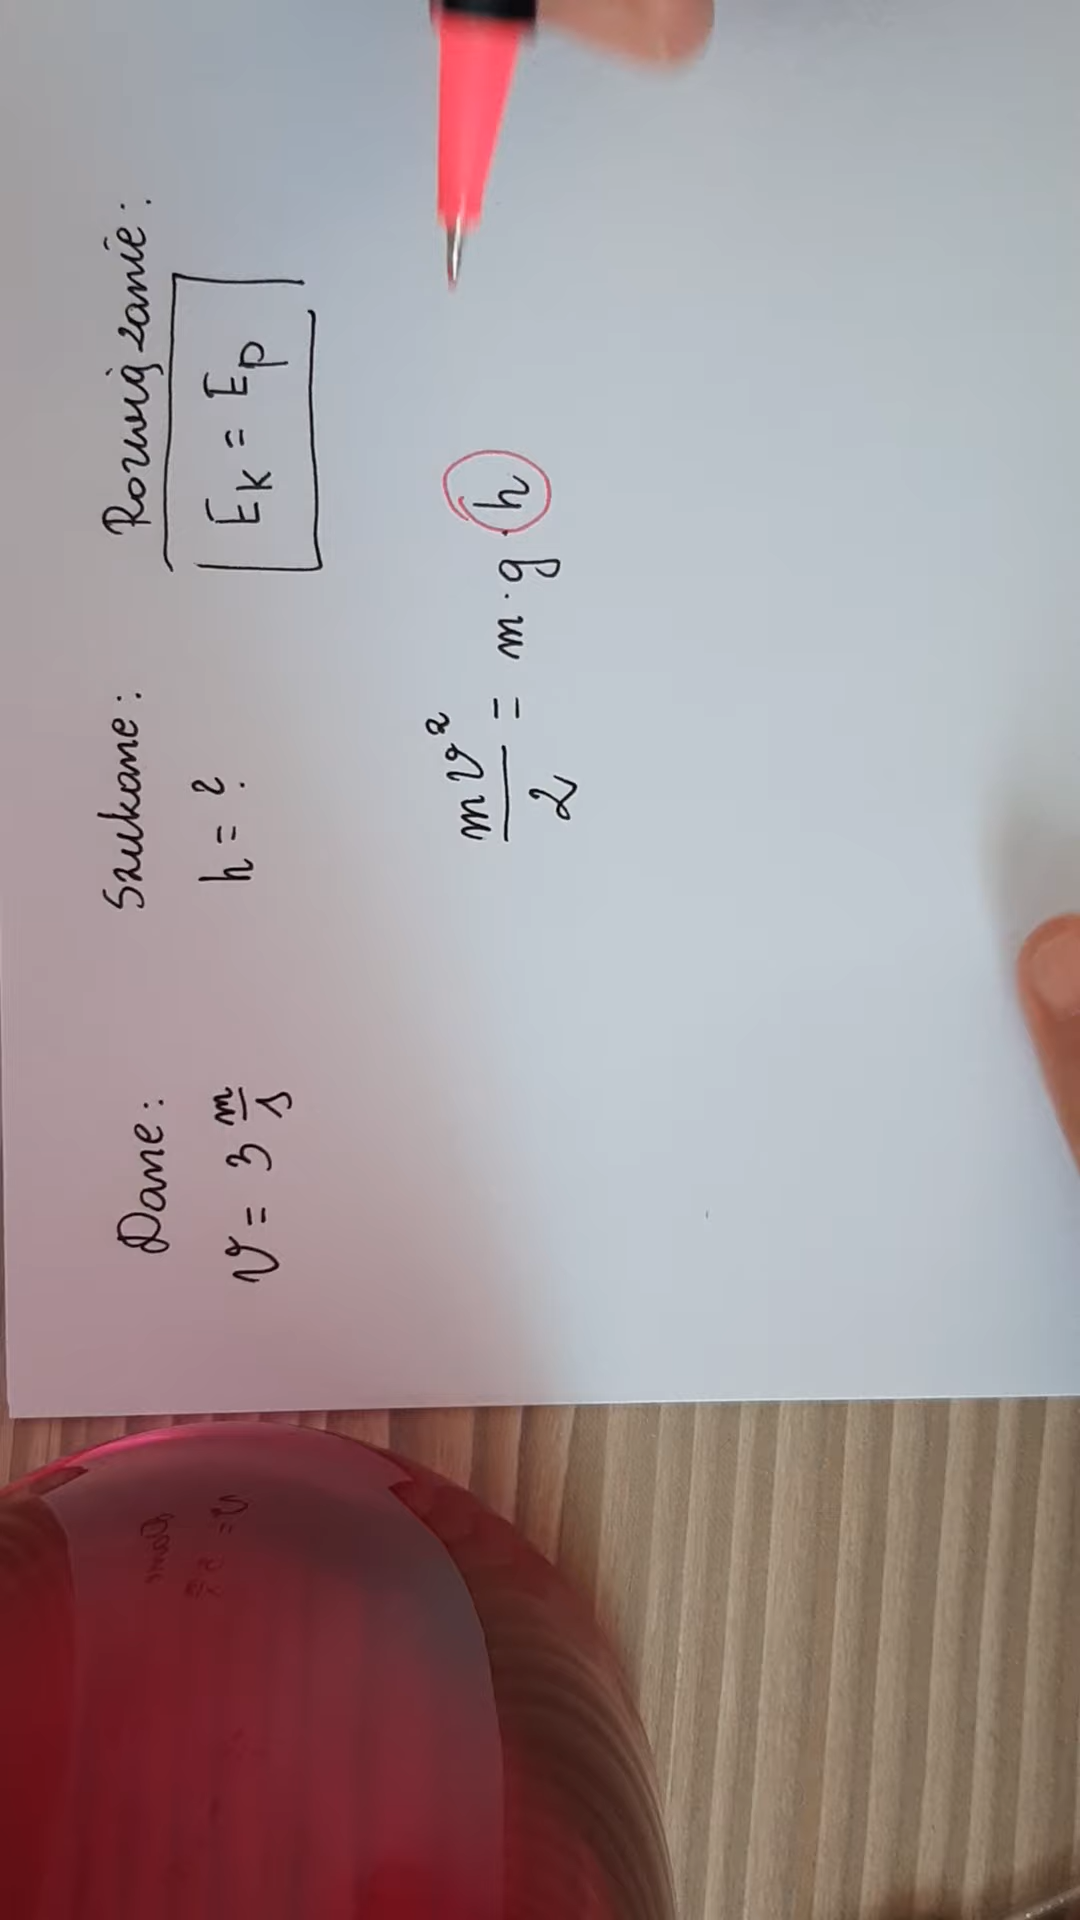 Dane: Szukane: Rozwiązanie:
v = 3 m/s h = ? Ek = Ep
mv²/2 = m · g · h